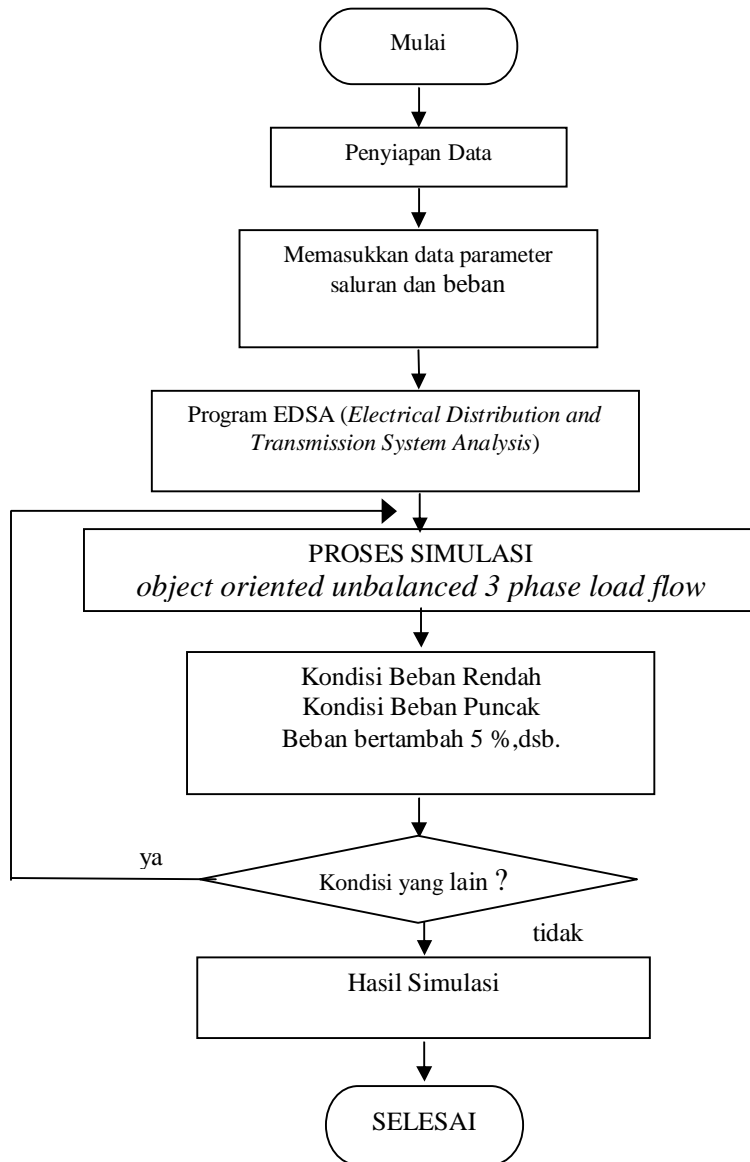 Mulai
Penyiapan Data
Memasukkan data parameter
saluran dan beban
Program EDSA (Electrical Distribution and
Transmission System Analysis)
PROSES SIMULASI
object oriented unbalanced 3 phase load flow
Kondisi Beban Rendah
Kondisi Beban Puncak
Beban bertambah 5 %,dsb.
ya
Kondisi yang lain ?
tidak
Hasil Simulasi
SELESAI